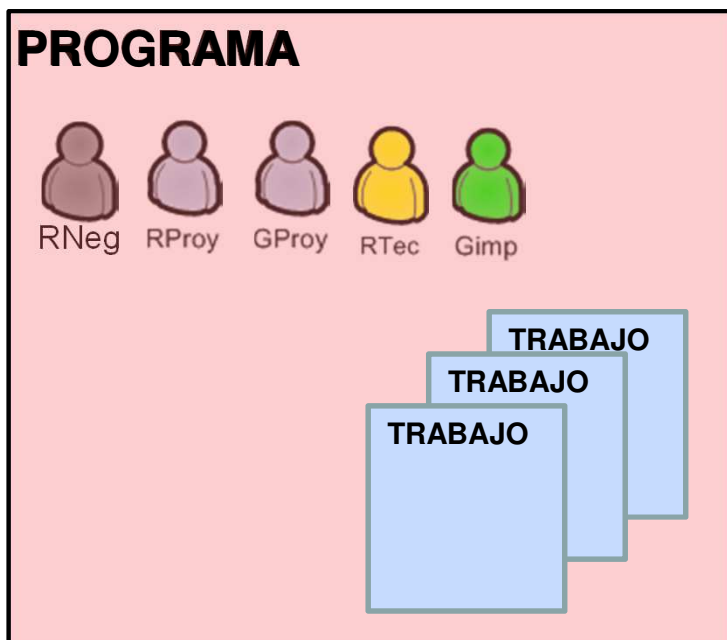 PROGRAMA
RNeg RProy GProy RTec Gimp
TRABAJO
TRABAJO
TRABAJO